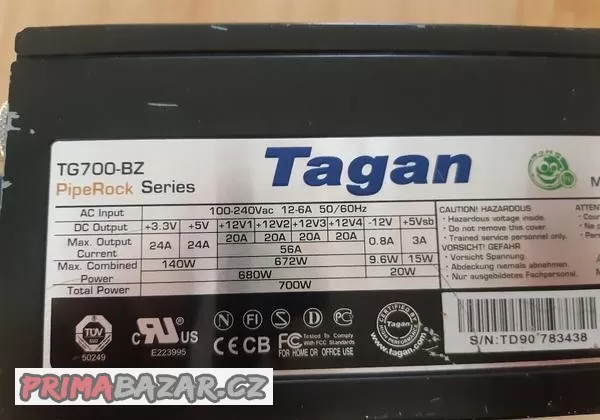 TG700-BZ
PipeRock Series
Tagan
AC Input 100-240Vac 12-6A 50/60Hz
DC Output +3.3V +5V +12V1 +12V2 +12V3 +12V4 -12V +5Vsb
Max. Output Current 24A 24A 20A 20A 20A 20A 0.8A 3A
56A
Max. Combined Power 140W 672W 9.6W 15W
680W 20W
Total Power 700W
CAUTION! HAZARDOUS
• Hazardous voltage inside.
• Do not remove this cover.
• Trained service personnel only.
VORSICHT! GEFAHR
• Vorsicht Spannung.
• Abdeckung niemals abnehmen.
• Nur ausgebildetes Fachpersonal.
TÜV
50249
c RU US
E223995
N S D FI
CE CB FC Tested To Comply With FCC Standards
FOR HOME OR OFFICE USE
Tagan
www.tagan.com
S/N:TD90 783438
PRIMABAZAR.CZ